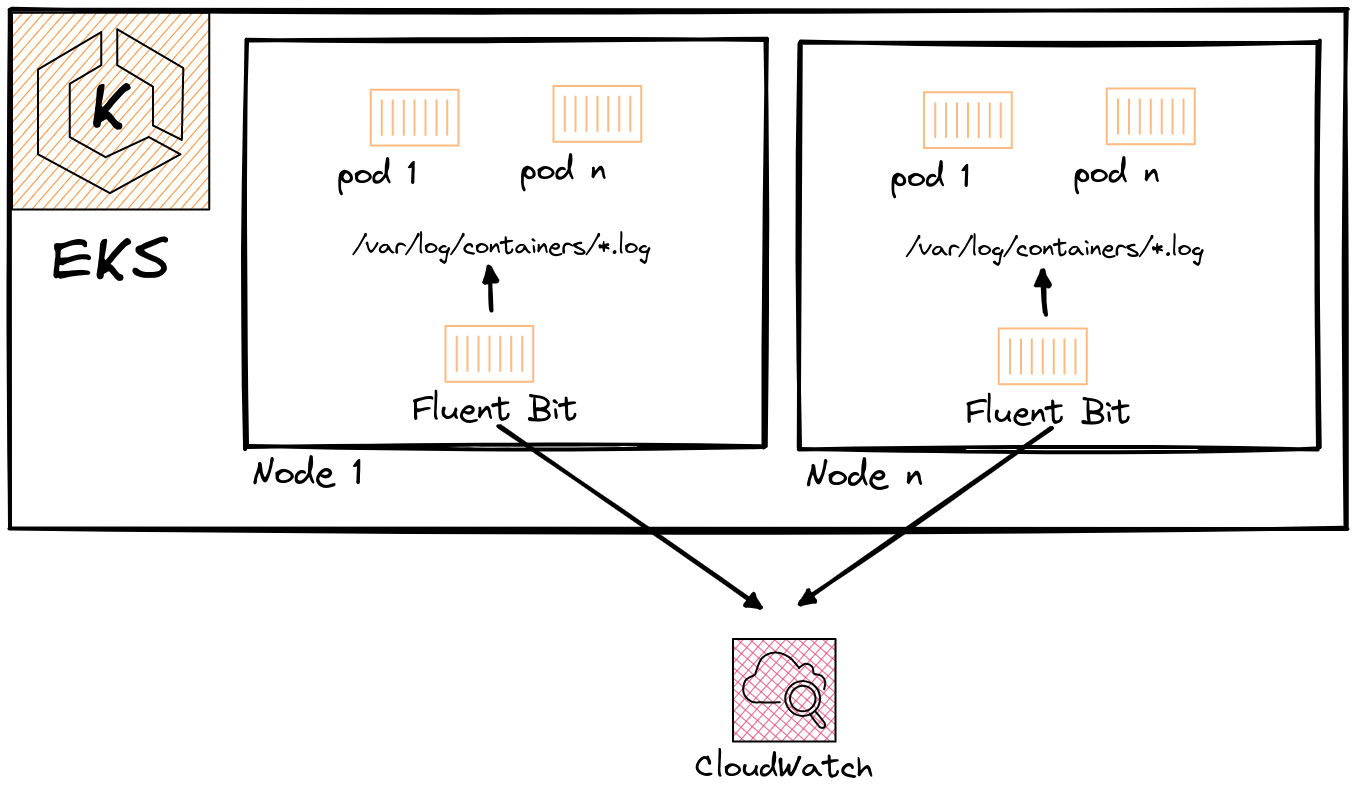 K
EKS
pod 1
pod n
/var/log/containers/*.log
Fluent Bit
Node 1
pod 1
pod n
/var/log/containers/*.log
Fluent Bit
Node n
CloudWatch